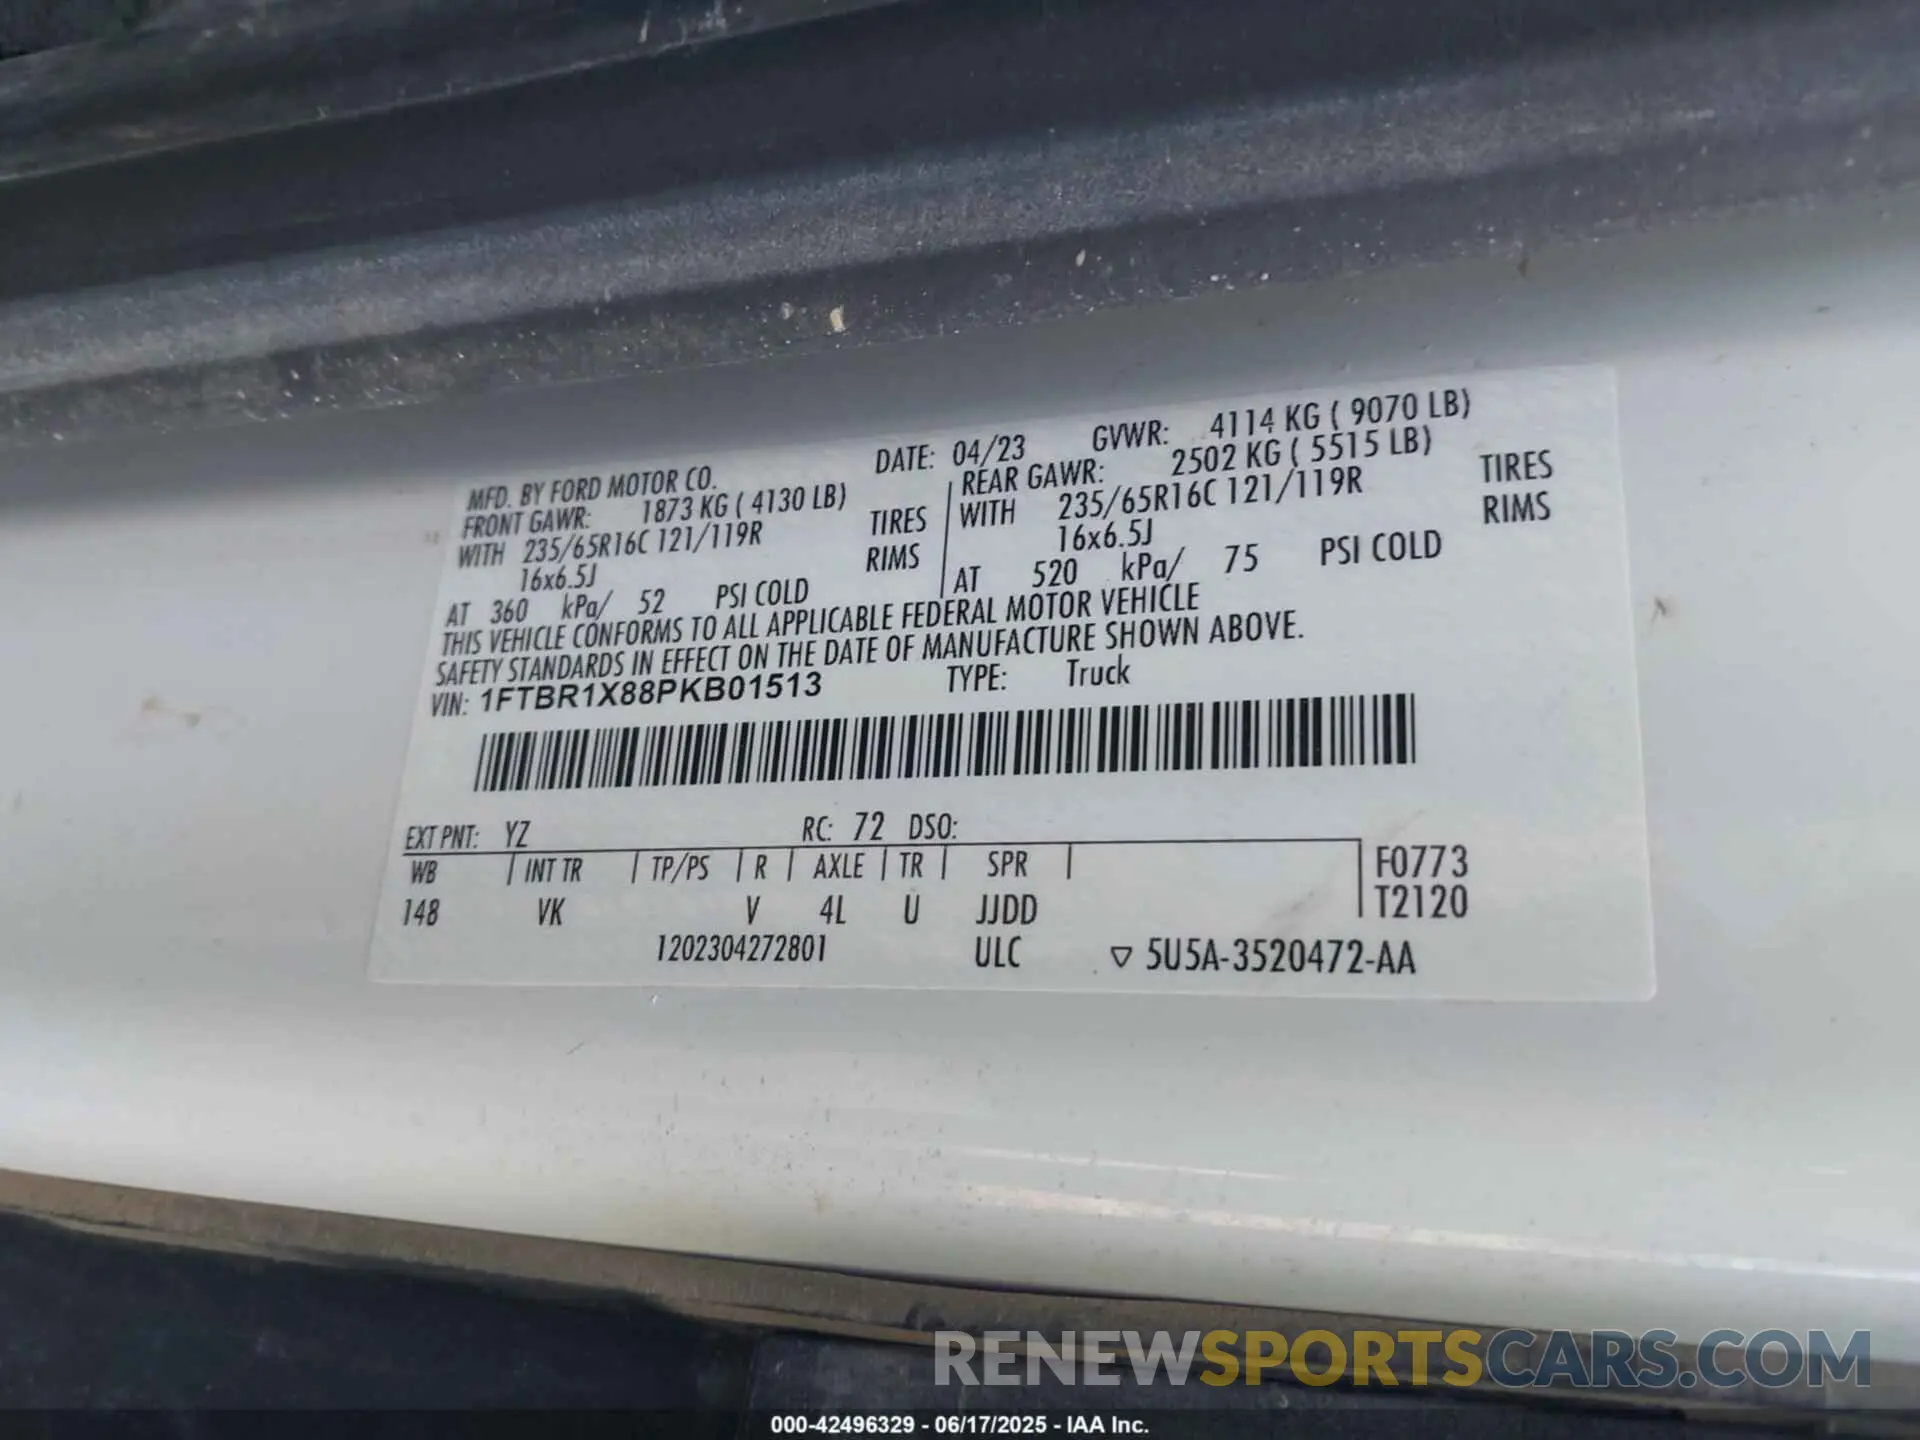 MFD. BY FORD MOTOR CO. DATE: 04/23 GVWR: 4114 KG ( 9070 LB)
FRONT GAWR: 1873 KG ( 4130 LB) REAR GAWR: 2502 KG ( 5515 LB)
WITH 235/65R16C 121/119R TIRES WITH 235/65R16C 121/119R TIRES
16x6.5J RIMS 16x6.5J RIMS
AT 360 kPa/ 52 PSI COLD AT 520 kPa/ 75 PSI COLD
THIS VEHICLE CONFORMS TO ALL APPLICABLE FEDERAL MOTOR VEHICLE
SAFETY STANDARDS IN EFFECT ON THE DATE OF MANUFACTURE SHOWN ABOVE.
VIN: 1FTBR1X88PKB01513 TYPE: Truck
EXT PNT: YZ RC: 72 DSO:
WB INT TR TP/PS R AXLE TR SPR F0773
148 VK V 4L U JJDD T2120
1202304272801 ULC ▽ 5U5A-3520472-AA
RENEWSPORTSCARS.COM
000-42496329 - 06/17/2025 - IAA Inc.